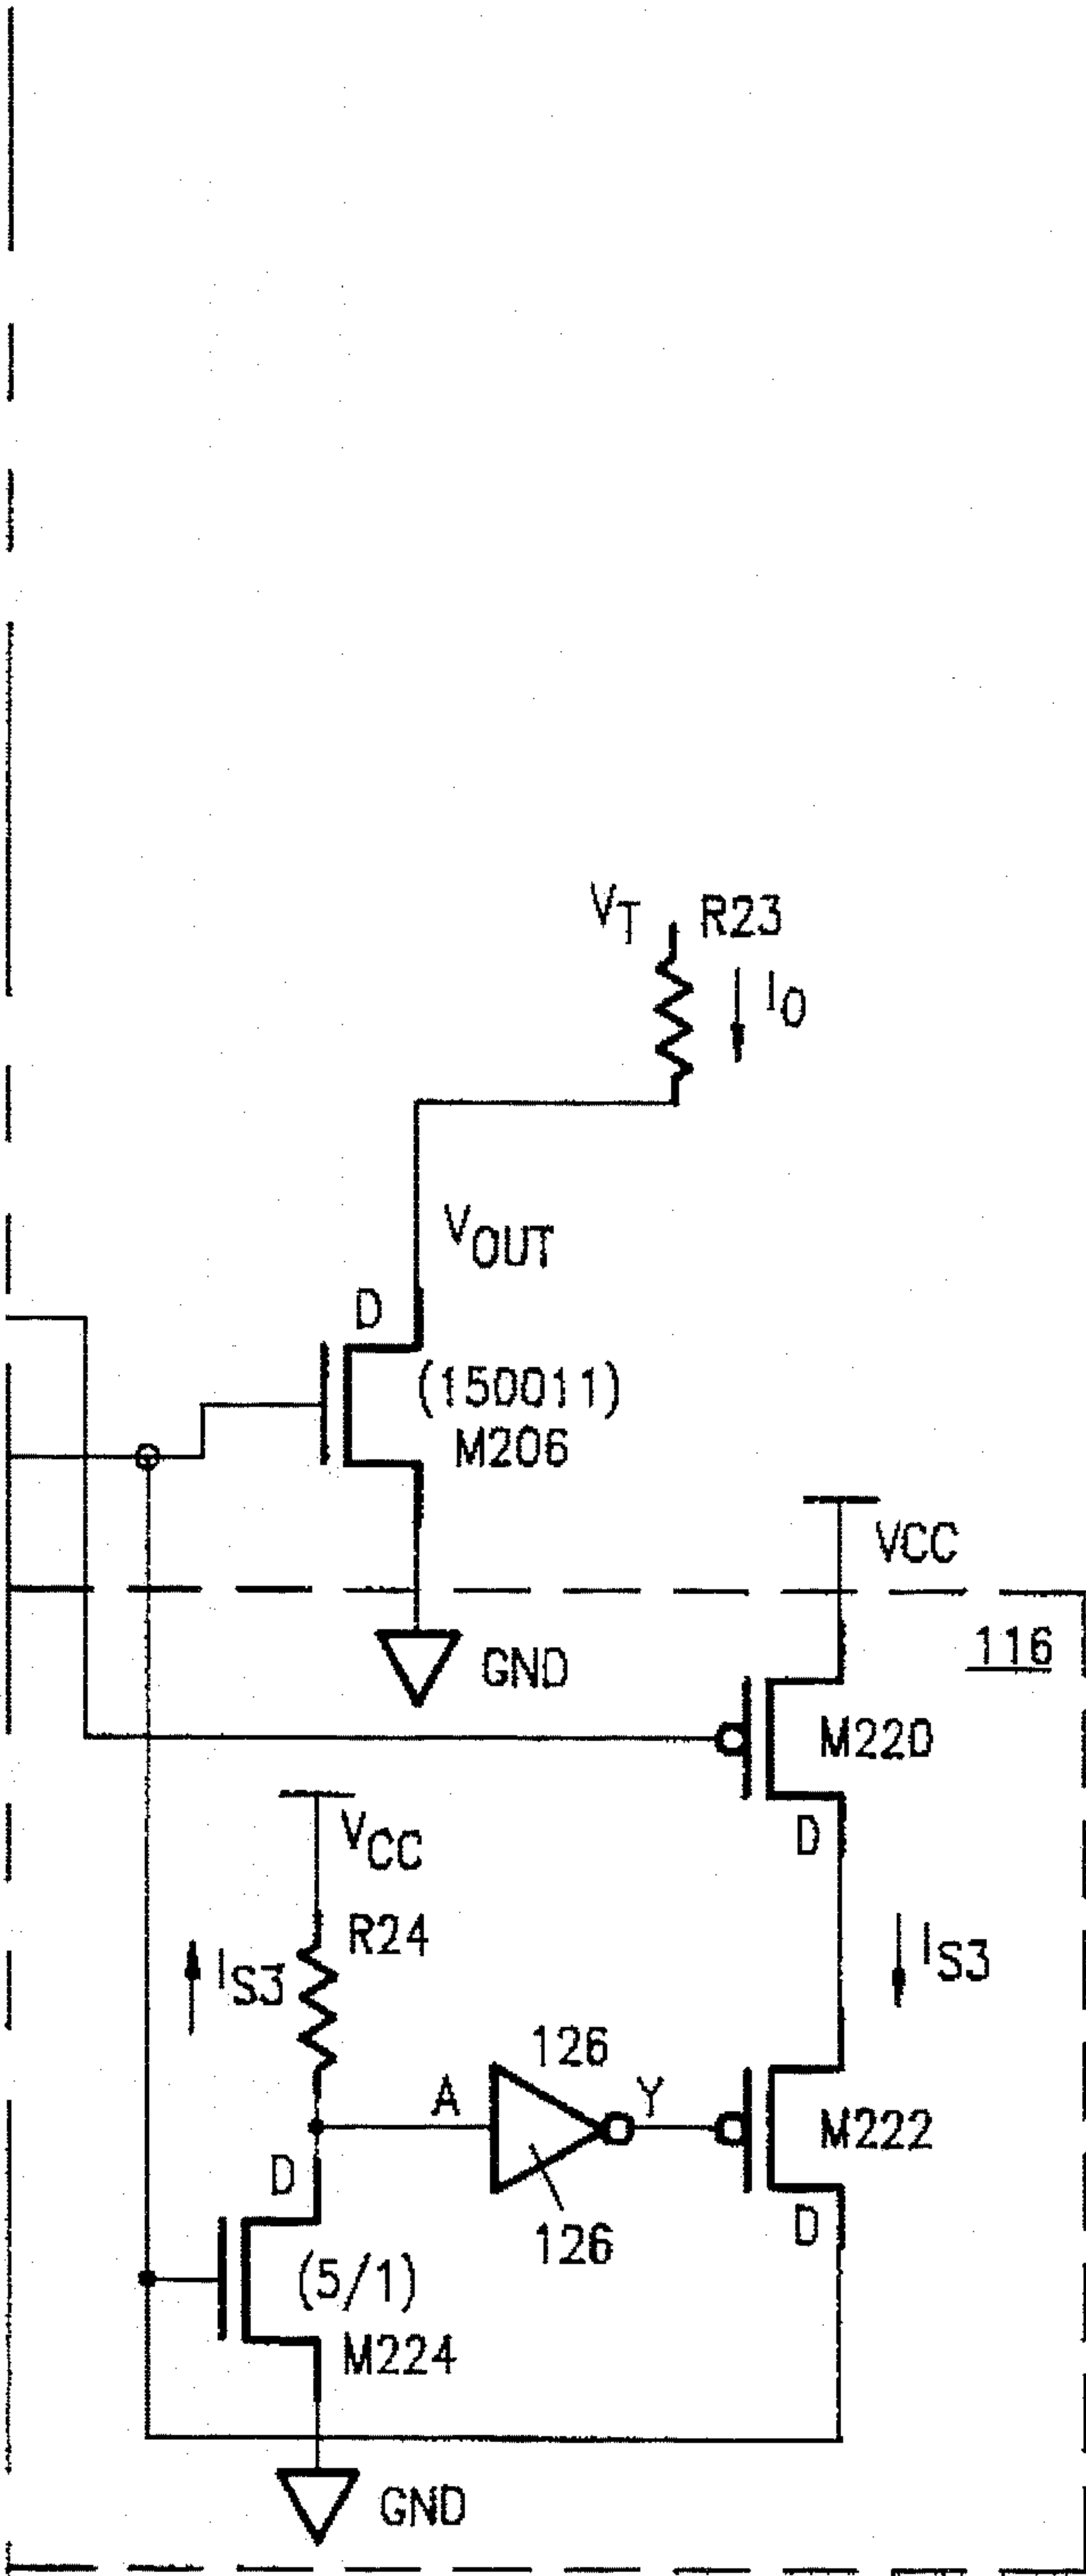 VT R23
IO
VOUT
D
(150011)
M206
VCC
GND
116
M220
D
VCC
R24
IS3
IS3
126
A
Y
M222
D
126
D
(5/1)
M224
GND